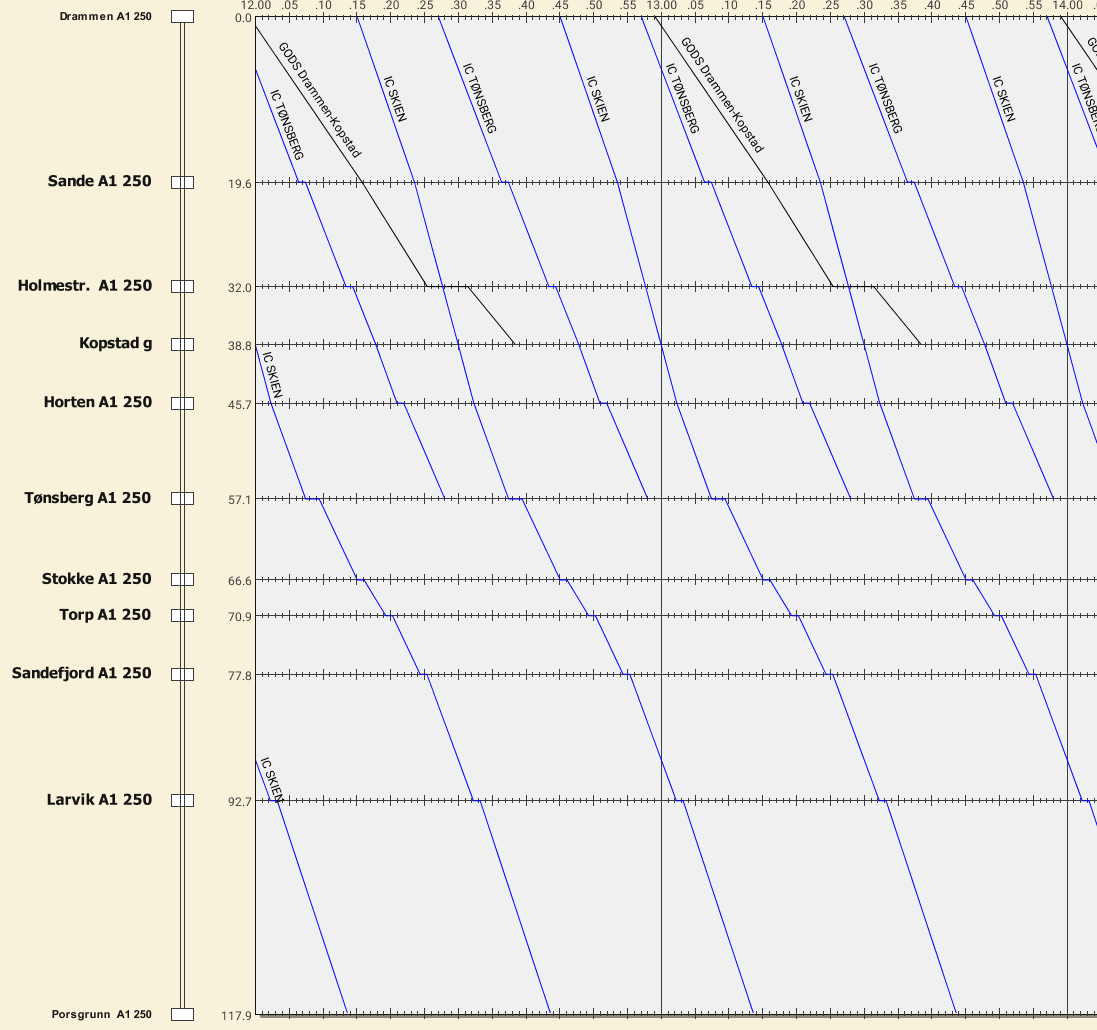 12.00 .05 .10 .15 .20 .25 .30 .35 .40 .45 .50 .55 13.00 .05 .10 .15 .20 .25 .30 .35 .40 .45 .50 .55 14.00
Drammen A1 250 0.0
GODS Drammen-Kopstad
IC TØNSBERG
IC SKIEN
IC TØNSBERG
IC SKIEN
GODS Drammen-Kopstad
IC TØNSBERG
IC SKIEN
IC TØNSBERG
IC SKIEN
IC TØNSBERG
Sande A1 250 19.6
Holmestr. A1 250 32.0
Kopstad g 38.8
IC SKIEN
Horten A1 250 45.7
Tønsberg A1 250 57.1
Stokke A1 250 66.6
Torp A1 250 70.9
Sandefjord A1 250 77.8
IC SKIEN
Larvik A1 250 92.7
Porsgrunn A1 250 117.9